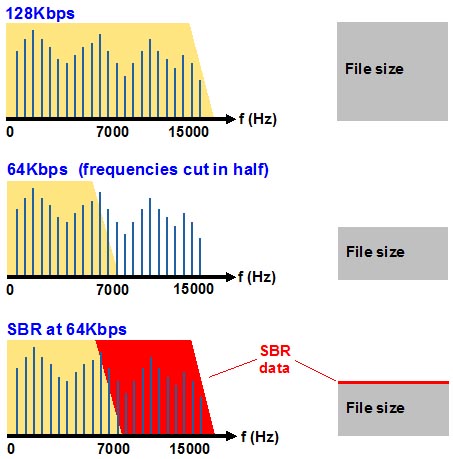 128Kbps
File size
f (Hz)
0 7000 15000
64Kbps (frequencies cut in half)
File size
f (Hz)
0 7000 15000
SBR at 64Kbps
SBR
data
File size
f (Hz)
0 7000 15000